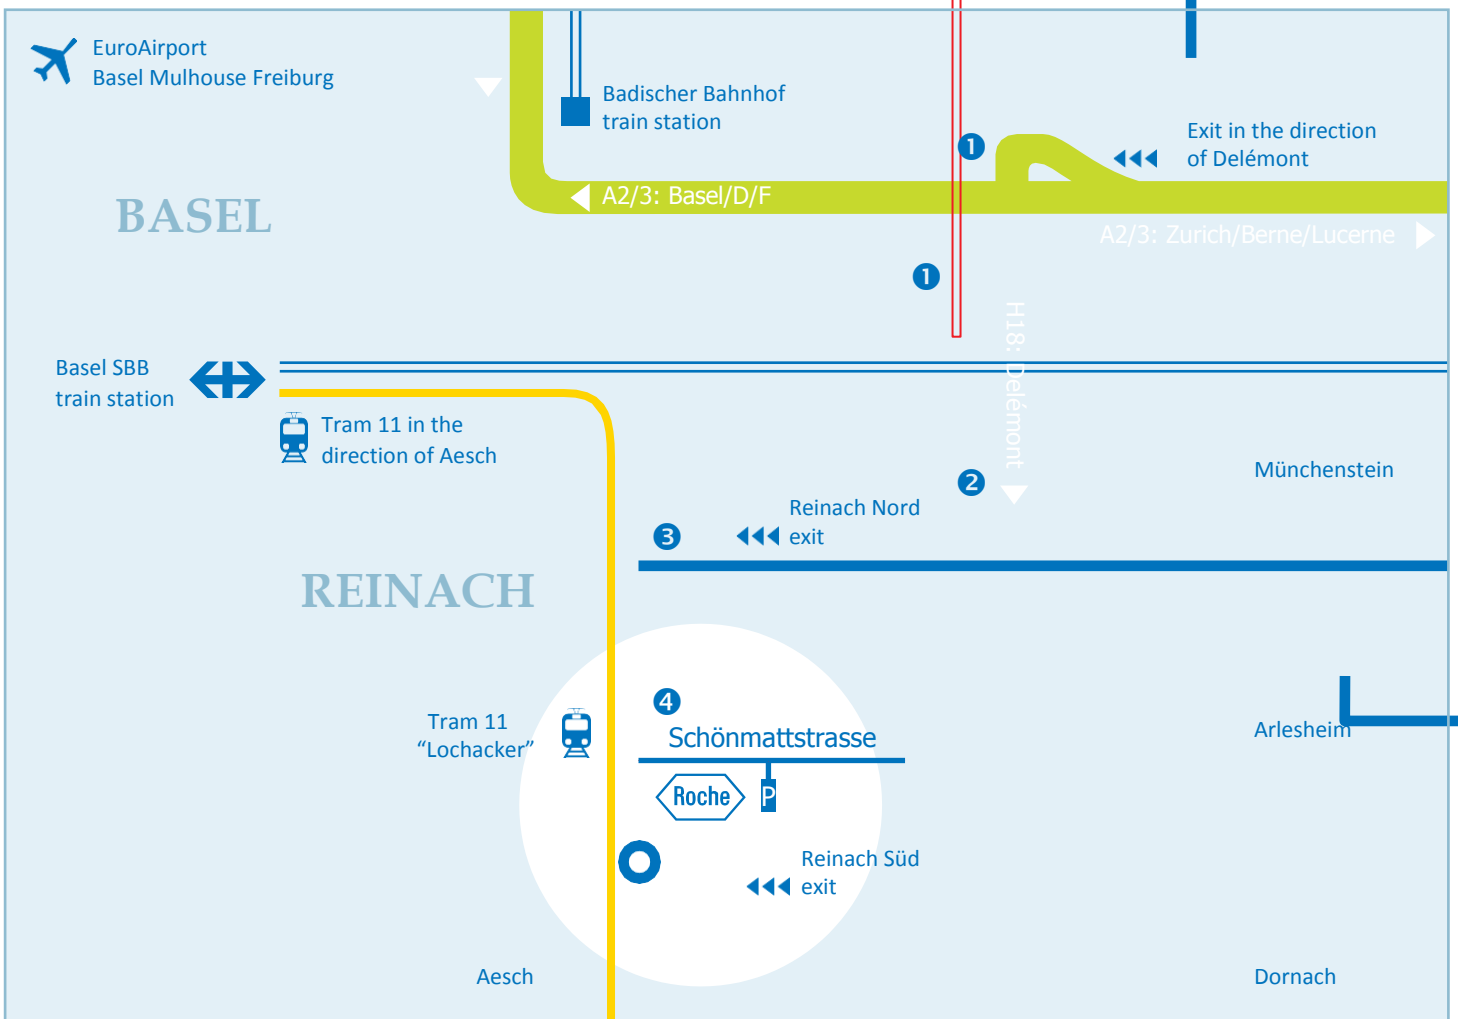 EuroAirport
Basel Mulhouse Freiburg
Badischer Bahnhof
train station
1
Exit in the direction
of Delémont
A2/3: Basel/D/F
BASEL
A2/3: Zurich/Berne/Lucerne
1
H18: Delémont
Basel SBB
train station
Tram 11 in the
direction of Aesch
2
Münchenstein
Reinach Nord
exit
3
REINACH
4
Schönmattstrasse
Tram 11
“Lochacker”
Arlesheim
Roche
P
Reinach Süd
exit
Aesch
Dornach